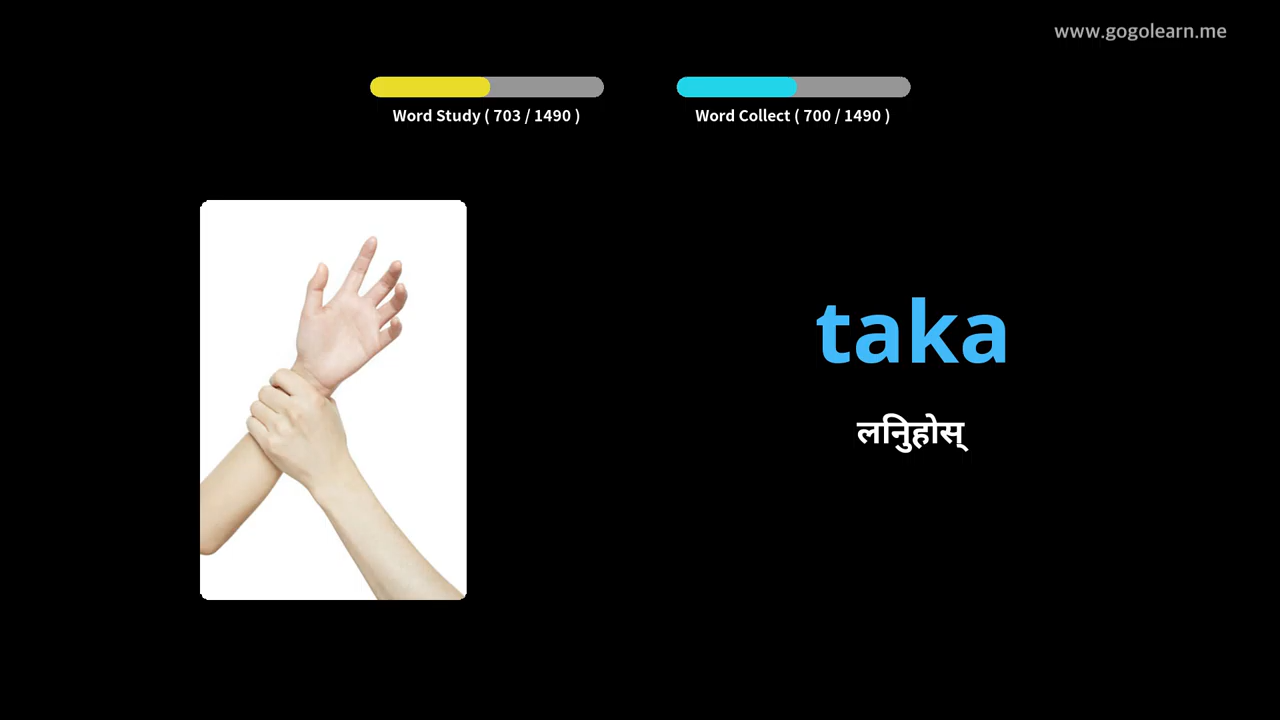 www.gogolearn.me
Word Study ( 703 / 1490 )
Word Collect ( 700 / 1490 )
taka
लनिुहोस्